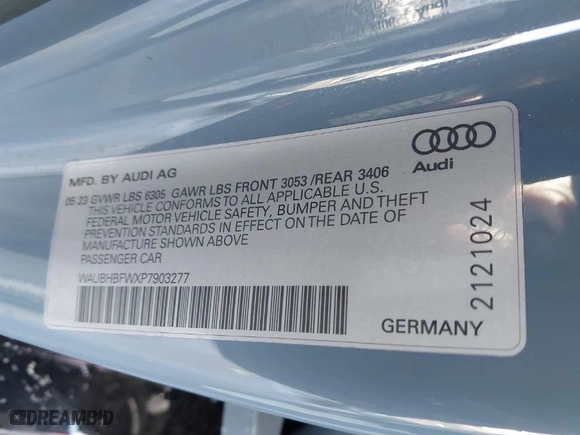 MFD. BY AUDI AG
05 23 GVWR LBS 6305 GAWR LBS FRONT 3053 /REAR 3406
THIS VEHICLE CONFORMS TO ALL APPLICABLE U.S.
FEDERAL MOTOR VEHICLE SAFETY, BUMPER AND THEFT
PREVENTION STANDARDS IN EFFECT ON THE DATE OF
MANUFACTURE SHOWN ABOVE
PASSENGER CAR
WAUBHBFWXP7903277
Audi
2121024
GERMANY
DREAMBID